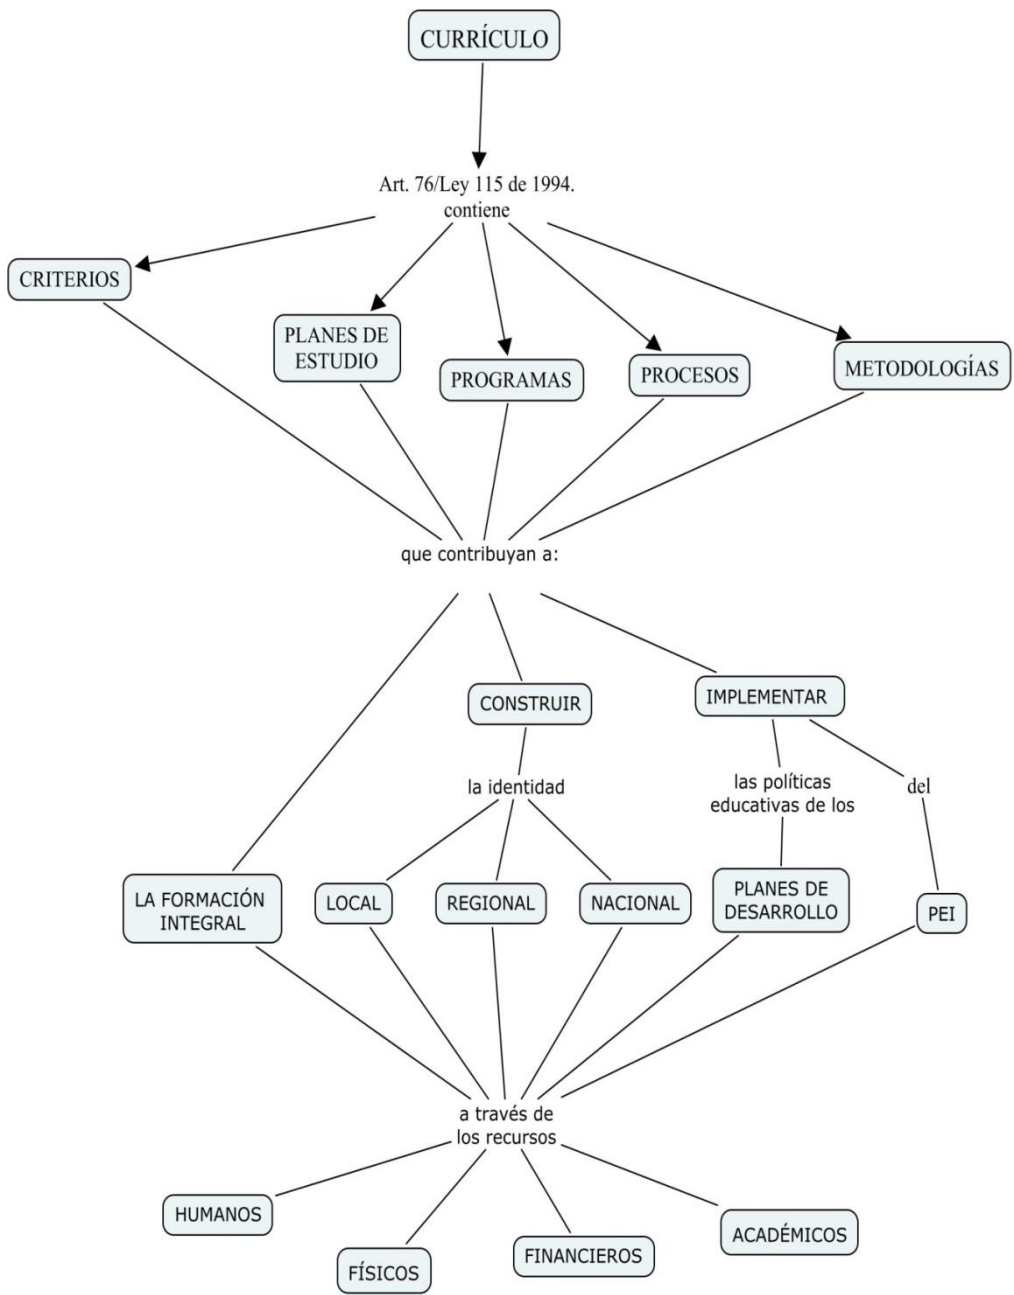 CURRÍCULO
Art. 76/Ley 115 de 1994.
contiene
CRITERIOS
PLANES DE
ESTUDIO
PROGRAMAS
PROCESOS
METODOLOGÍAS
que contribuyan a:
CONSTRUIR
IMPLEMENTAR
la identidad
las políticas
educativas de los
del
LA FORMACIÓN
INTEGRAL
LOCAL
REGIONAL
NACIONAL
PLANES DE
DESARROLLO
PEI
a través de
los recursos
HUMANOS
FÍSICOS
FINANCIEROS
ACADÉMICOS